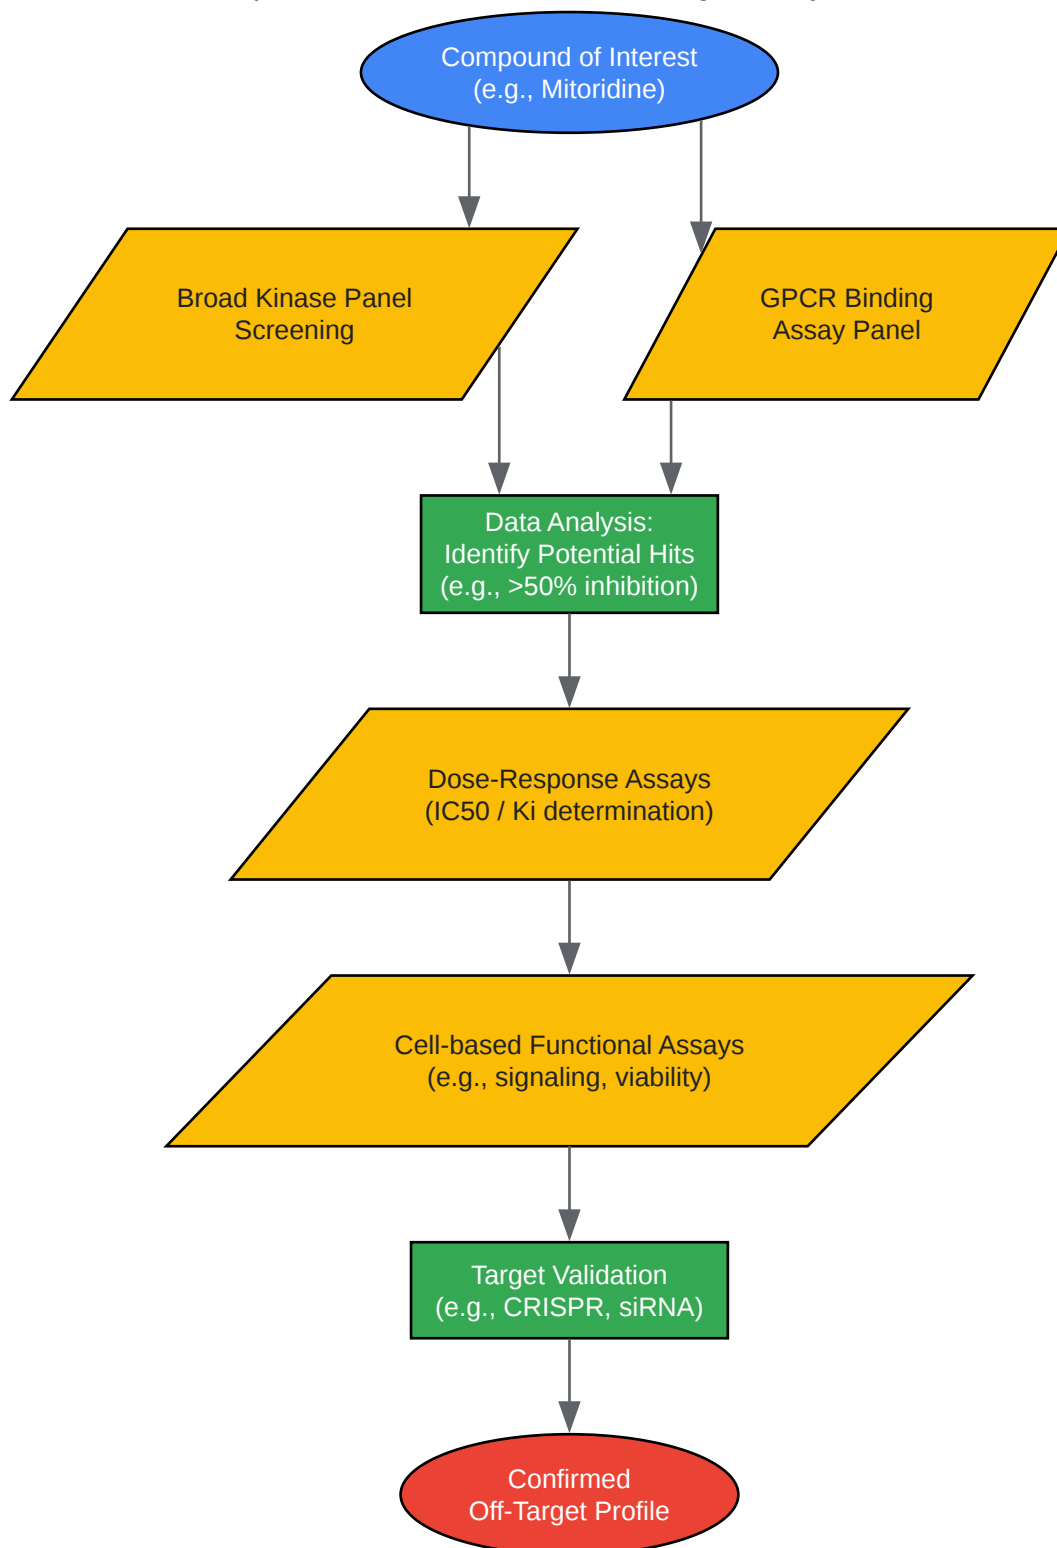 Compound of Interest
(e.g., Mitoridine)
Broad Kinase Panel
Screening
GPCR Binding
Assay Panel
Data Analysis:
Identify Potential Hits
(e.g., >50% inhibition)
Dose-Response Assays
(IC50 / Ki determination)
Cell-based Functional Assays
(e.g., signaling, viability)
Target Validation
(e.g., CRISPR, siRNA)
Confirmed
Off-Target Profile